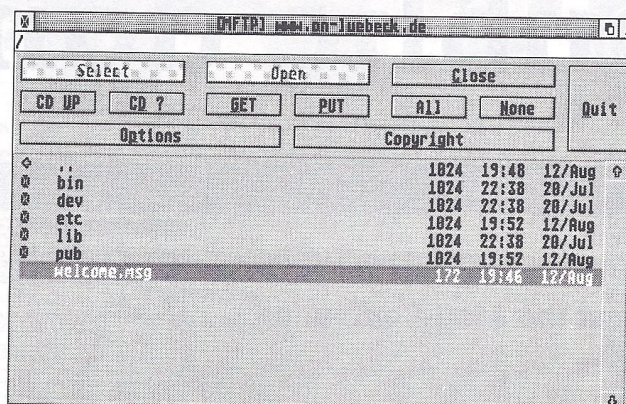 [MFTP] www.on-luebeck.de
/
Select Open Close
CD UP CD ? GET PUT All None Quit
Options Copyright
.. 1024 19:48 12/Aug
bin 1024 22:38 20/Jul
dev 1024 22:38 20/Jul
etc 1024 19:52 12/Aug
lib 1024 22:38 20/Jul
pub 1024 19:52 12/Aug
welcome.msg 172 19:46 12/Aug